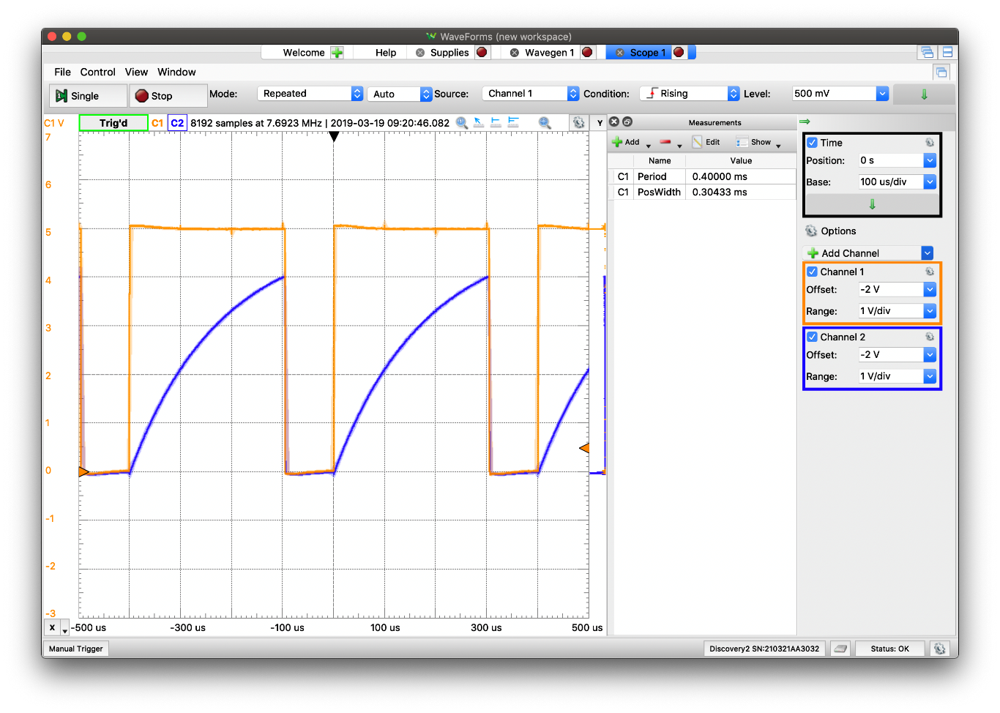 WaveForms (new workspace)
Welcome Help Supplies Wavegen 1 Scope 1
File Control View Window
Single Stop Mode: Repeated Auto Source: Channel 1 Condition: Rising Level: 500 mV
C1 V Trig'd C1 C2 8192 samples at 7.6923 MHz | 2019-03-19 09:20:46.082 Y
7
6
5
4
3
2
1
0
-1
-2
-3
X -500 us -300 us -100 us 100 us 300 us 500 us
Measurements
Add Edit Show
Name Value
C1 Period 0.40000 ms
C1 PosWidth 0.30433 ms
Time
Position: 0 s
Base: 100 us/div
Options
Add Channel
Channel 1
Offset: -2 V
Range: 1 V/div
Channel 2
Offset: -2 V
Range: 1 V/div
Manual Trigger Discovery2 SN:210321AA3032 Status: OK